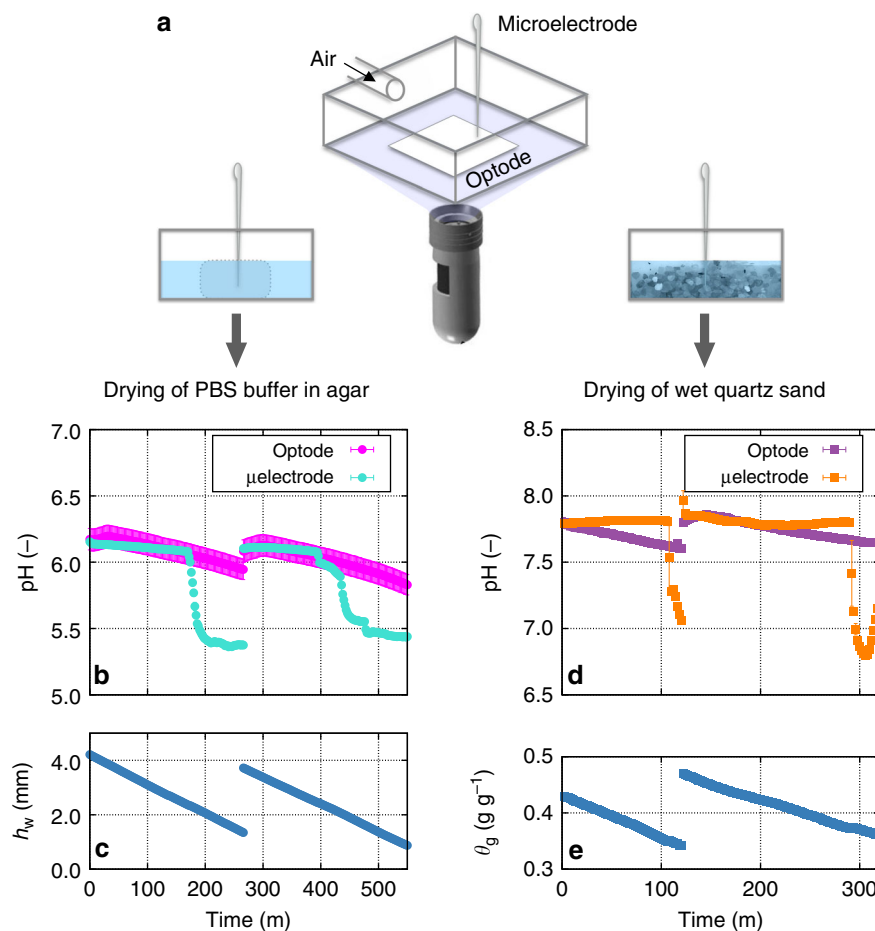 a
Microelectrode
Air
Optode
Drying of PBS buffer in agar
7.0
6.5
6.0
5.5
5.0
pH (–)
Optode
μelectrode
b
4.0
2.0
0.0
h_w (mm)
c
0 100 200 300 400 500
Time (m)
Drying of wet quartz sand
8.5
8.0
7.5
7.0
6.5
pH (–)
Optode
μelectrode
d
0.5
0.4
0.3
θ_g (g g⁻¹)
e
0 100 200 300
Time (m)